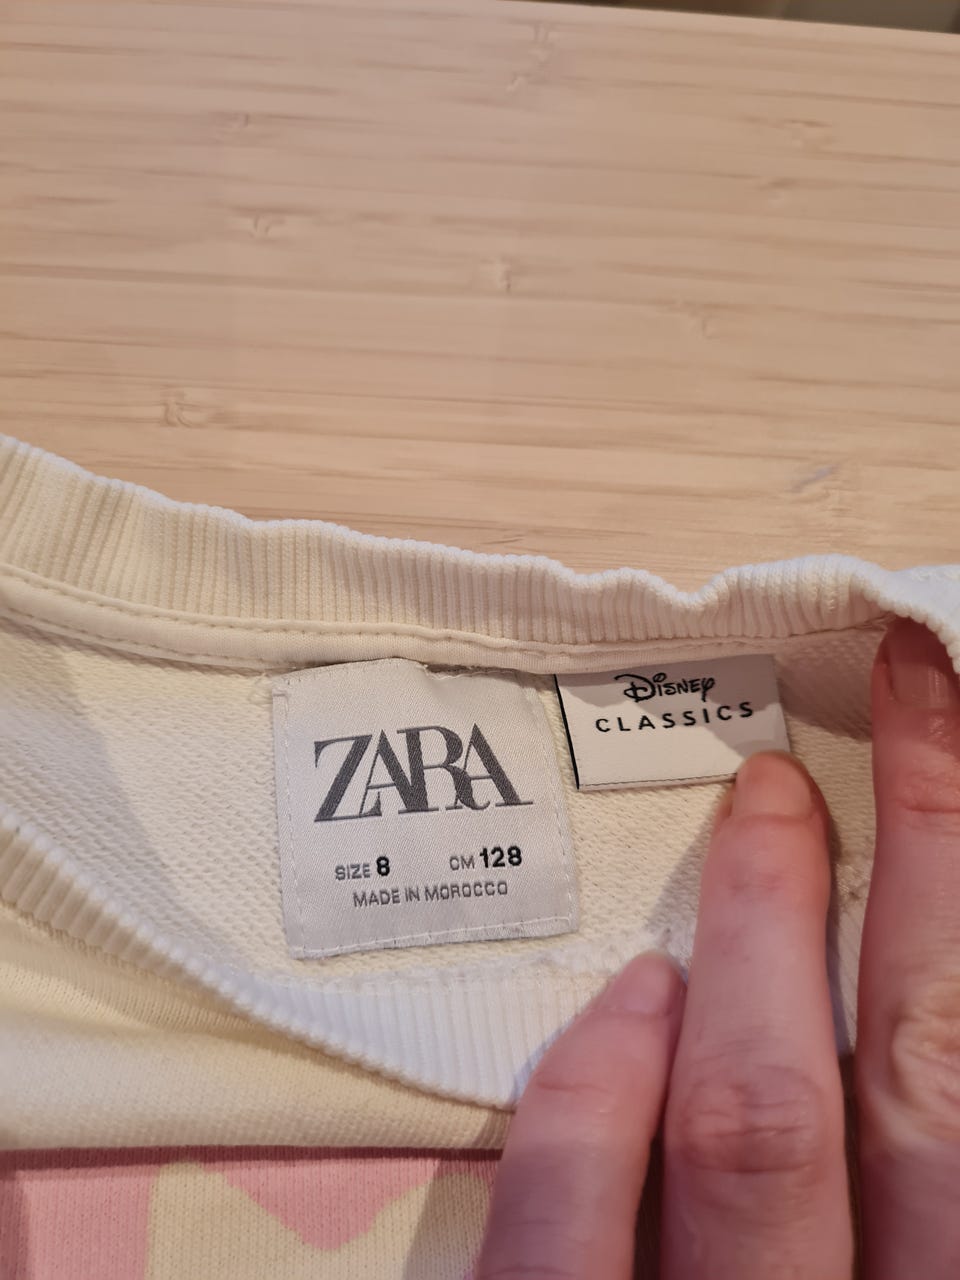 ZARA
SIZE 8 CM 128
MADE IN MOROCCO
Disney
CLASSICS